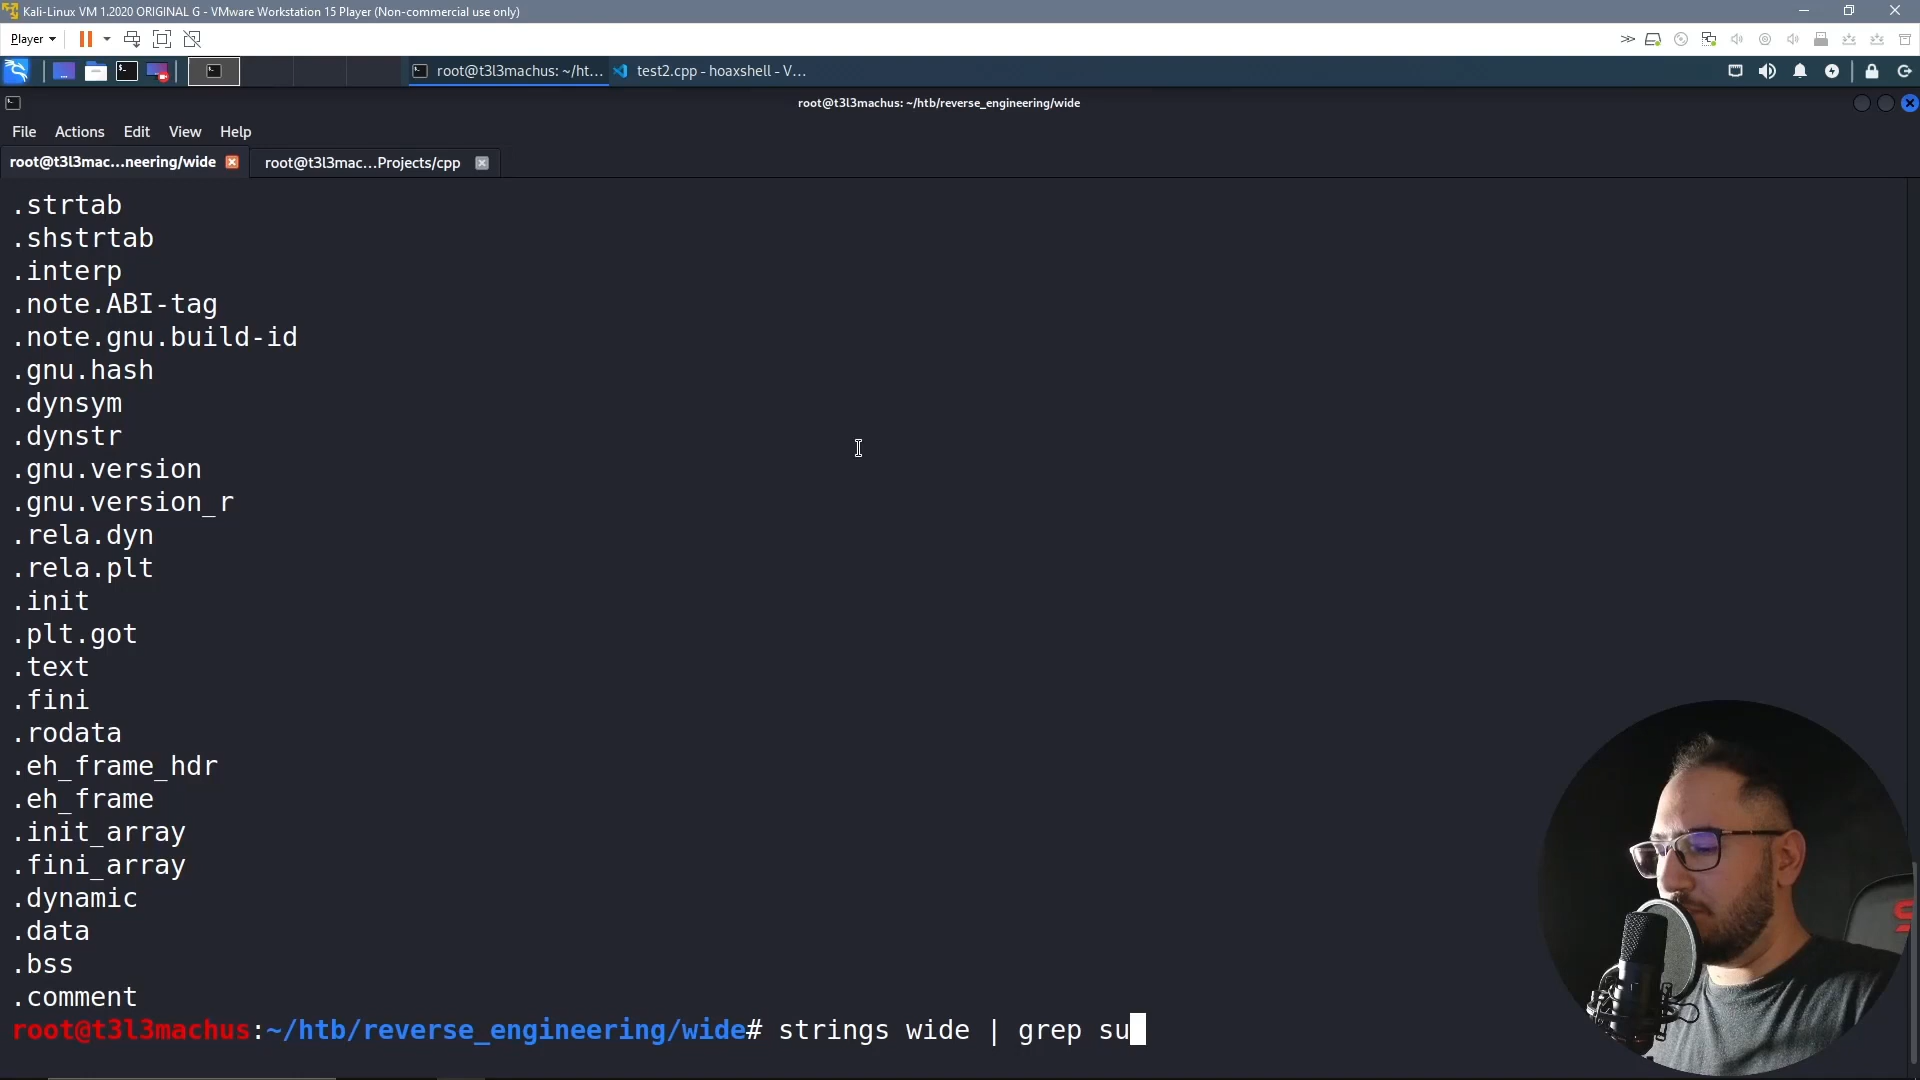 Kali-Linux VM 1.2020 ORIGINAL G - VMware Workstation 15 Player (Non-commercial use only)
Player
root@t3l3machus: ~/ht...
test2.cpp - hoaxshell - V...
root@t3l3machus: ~/htb/reverse_engineering/wide
File Actions Edit View Help
root@t3l3mac...neering/wide
root@t3l3mac...Projects/cpp
.strtab
.shstrtab
.interp
.note.ABI-tag
.note.gnu.build-id
.gnu.hash
.dynsym
.dynstr
.gnu.version
.gnu.version_r
.rela.dyn
.rela.plt
.init
.plt.got
.text
.fini
.rodata
.eh_frame_hdr
.eh_frame
.init_array
.fini_array
.dynamic
.data
.bss
.comment
root@t3l3machus:~/htb/reverse_engineering/wide# strings wide | grep su